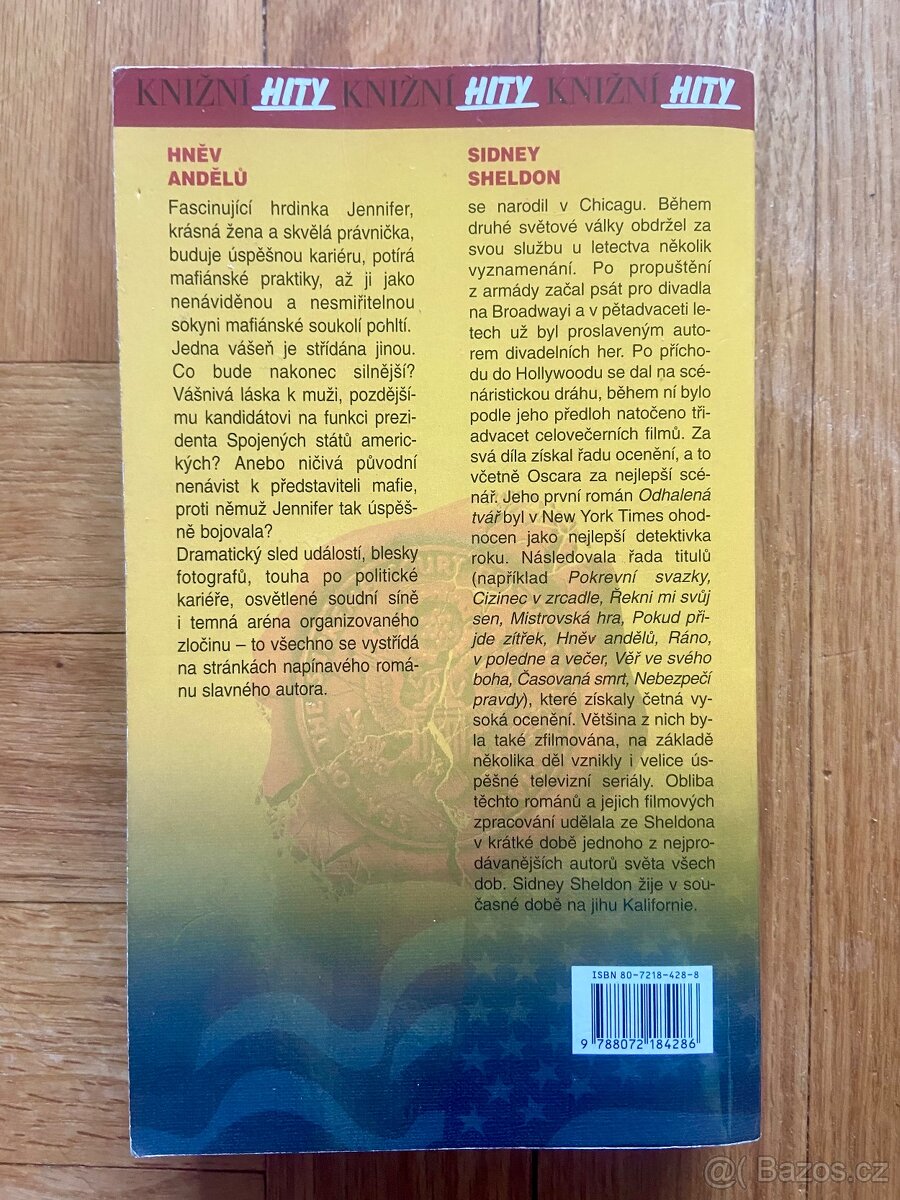 KNIŽNÍ HITY KNIŽNÍ HITY KNIŽNÍ HITY
HNĚV
ANDĚLŮ
Fascinující hrdinka Jennifer,
krásná žena a skvělá právnička,
buduje úspěšnou kariéru, potírá
mafiánské praktiky, až ji jako
nenáviděnou a nesmiřitelnou
sokyni mafiánské soukolí pohltí.
Jedna vášeň je střídána jinou.
Co bude nakonec silnější?
Vášnivá láska k muži, pozdější-
mu kandidátovi na funkci prezi-
denta Spojených států americ-
kých? Anebo ničivá původní
nenávist k představiteli mafie,
proti němuž Jennifer tak úspěš-
ně bojovala?
Dramatický sled událostí, blesky
fotografů, touha po politické
kariéře, osvětlené soudní síně
i temná aréna organizovaného
zločinu – to všechno se vystřídá
na stránkách napínavého romá-
nu slavného autora.
SIDNEY
SHELDON
se narodil v Chicagu. Během
druhé světové války obdržel za
svou službu u letectva několik
vyznamenání. Po propuštění
z armády začal psát pro divadla
na Broadwayi a v pětadvaceti le-
tech už byl proslaveným auto-
rem divadelních her. Po přícho-
du do Hollywoodu se dal na scé-
náristickou dráhu, během ní bylo
podle jeho předloh natočeno tři-
advacet celovečerních filmů. Za
svá díla získal řadu ocenění, a to
včetně Oscara za nejlepší scé-
nář. Jeho první román Odhalená
tvář byl v New York Times ohod-
nocen jako nejlepší detektivka
roku. Následovala řada titulů
(například Pokrevní svazky,
Cizinec v zrcadle, Řekni mi svůj
sen, Mistrovská hra, Pokud při-
jde zítřek, Hněv andělů, Ráno,
v poledne a večer, Věř ve svého
boha, Časovaná smrt, Nebezpečí
pravdy), které získaly četná vy-
soká ocenění. Většina z nich by-
la také zfilmována, na základě
několika děl vznikly i velice ús-
pěšné televizní seriály. Obliba
těchto románů a jejich filmových
zpracování udělala ze Sheldona
v krátké době jednoho z nejpro-
dávanějších autorů světa všech
dob. Sidney Sheldon žije v sou-
časné době na jihu Kalifornie.
ISBN 80-7218-428-8
9 788072 184286
@( Bazos.cz